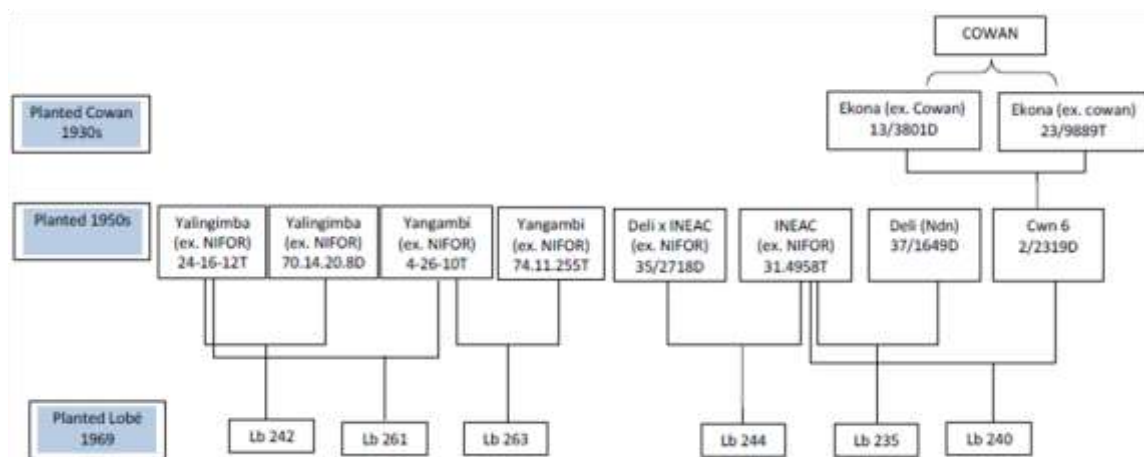 COWAN
Planted Cowan
1930s
Ekona (ex. Cowan)
13/3801D
Ekona (ex. cowan)
23/9889T
Planted 1950s
Yalingimba
(ex. NIFOR)
24-16-12T
Yalingimba
(ex. NIFOR)
70.14.20.8D
Yangambi
(ex. NIFOR)
4-26-10T
Yangambi
(ex. NIFOR)
74.11.255T
Deli x INEAC
(ex. NIFOR)
35/2718D
INEAC
(ex. NIFOR)
31.4958T
Deli (Ndn)
37/1649D
Cwn 6
2/2319D
Planted Lobé
1969
Lb 242
Lb 261
Lb 263
Lb 244
Lb 235
Lb 240